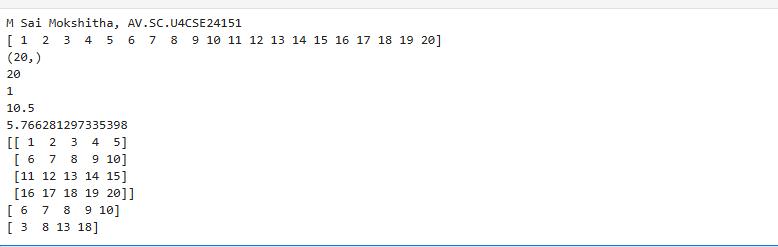 M Sai Mokshitha, AV.SC.U4CSE24151
[ 1  2  3  4  5  6  7  8  9 10 11 12 13 14 15 16 17 18 19 20]
(20,)
20
1
10.5
5.766281297335398
[[ 1  2  3  4  5]
 [ 6  7  8  9 10]
 [11 12 13 14 15]
 [16 17 18 19 20]]
[ 6  7  8  9 10]
[ 3  8 13 18]